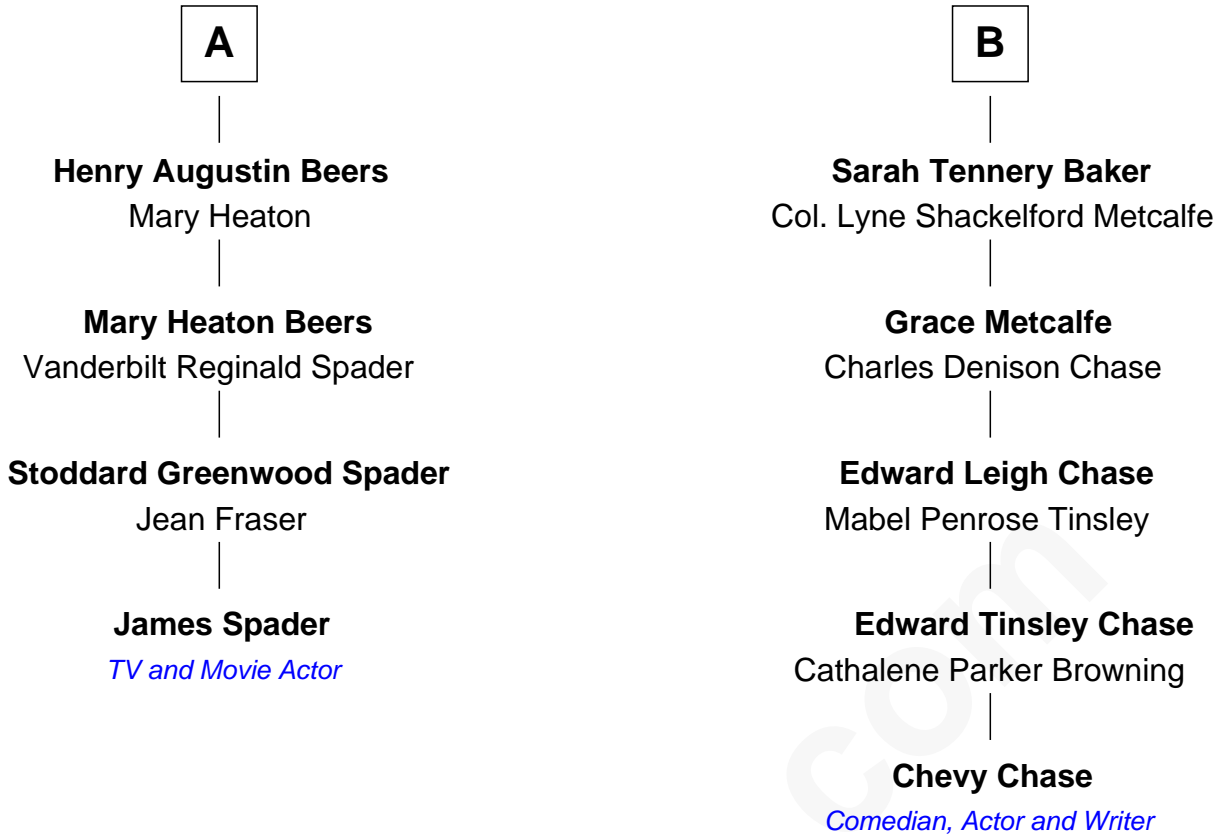 A
Henry Augustin Beers
Mary Heaton
Mary Heaton Beers
Vanderbilt Reginald Spader
Stoddard Greenwood Spader
Jean Fraser
James Spader
TV and Movie Actor
B
Sarah Tennery Baker
Col. Lyne Shackelford Metcalfe
Grace Metcalfe
Charles Denison Chase
Edward Leigh Chase
Mabel Penrose Tinsley
Edward Tinsley Chase
Cathalene Parker Browning
Chevy Chase
Comedian, Actor and Writer
com